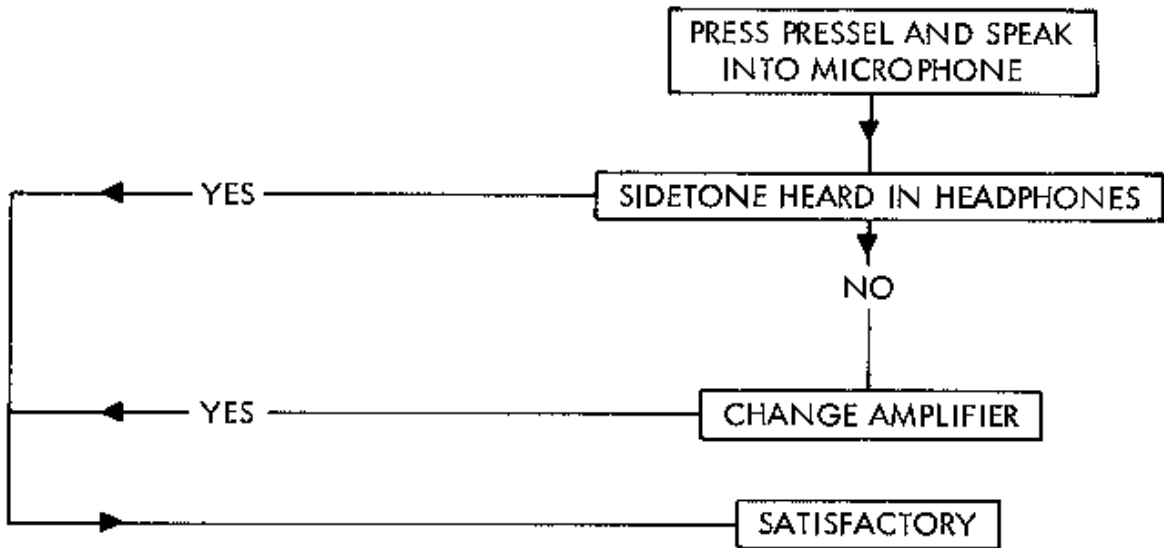 PRESS PRESSEL AND SPEAK
INTO MICROPHONE
YES
SIDETONE HEARD IN HEADPHONES
NO
YES
CHANGE AMPLIFIER
SATISFACTORY